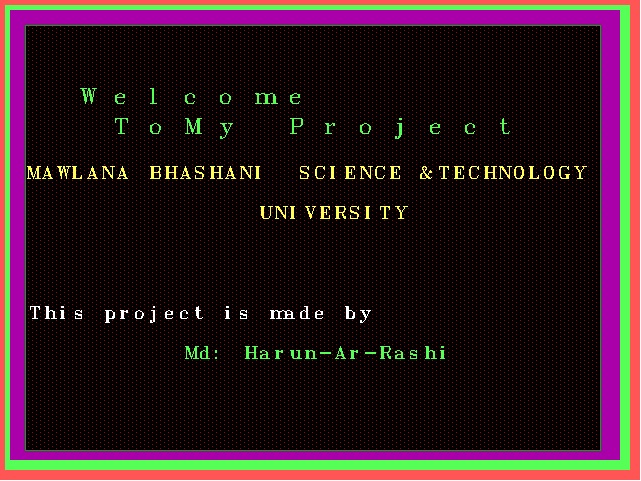 Welcome
ToMy Project
MAWLANA BHASHANI SCIENCE &TECHNOLOGY
UNIVERSITY
This project is made by
Md: Harun-Ar-Rashi